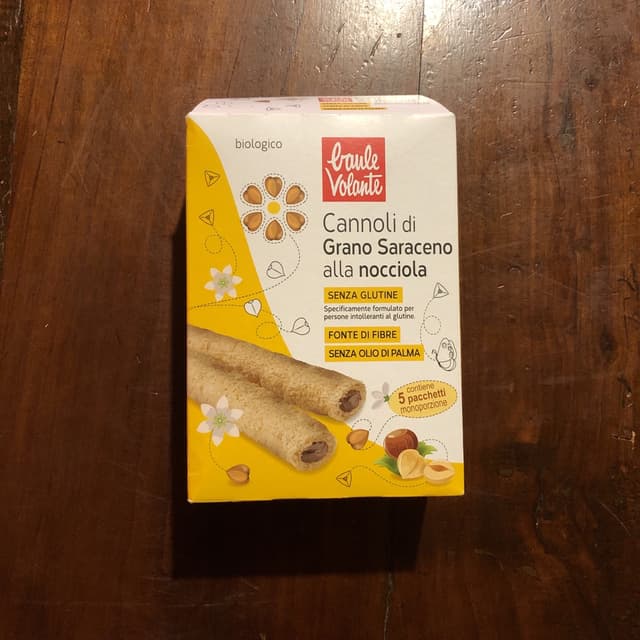 biologico
baule
Volante
Cannoli di
Grano Saraceno
alla nocciola
SENZA GLUTINE
Specificamente formulato per
persone intolleranti al glutine.
FONTE DI FIBRE
SENZA OLIO DI PALMA
contiene
5 pacchetti
monoporzione